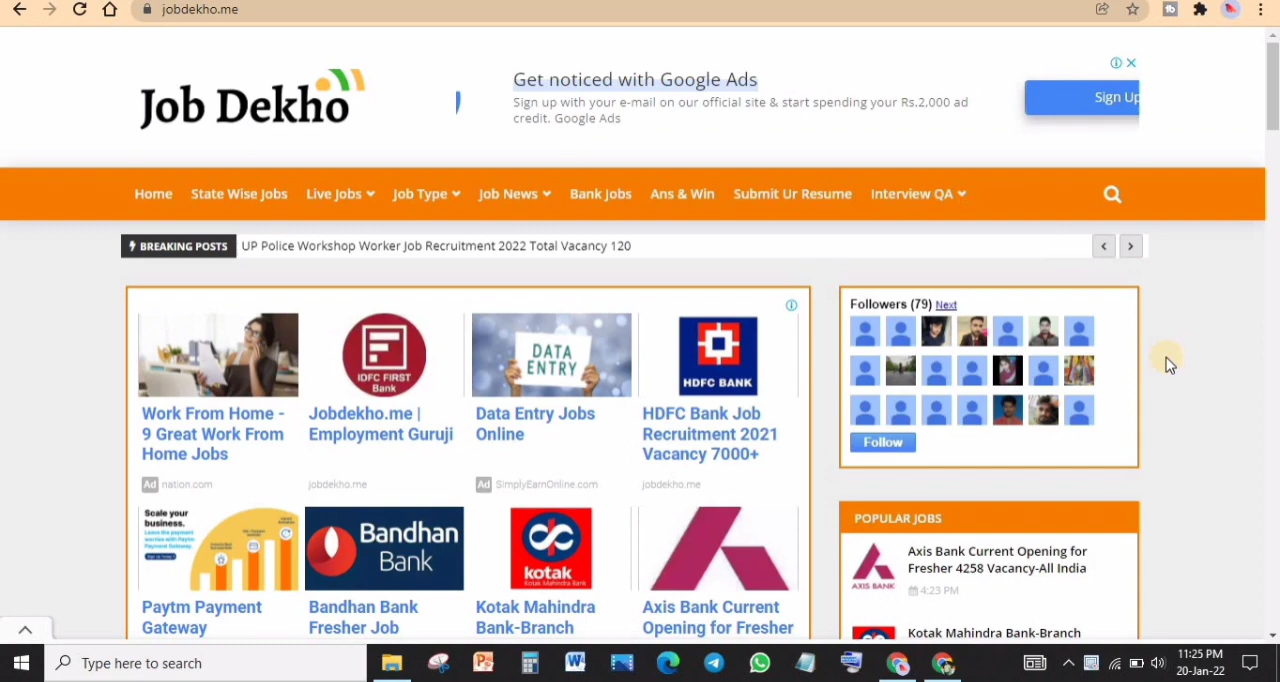 jobdekho.me
Job Dekho
Get noticed with Google Ads
Sign up with your e-mail on our official site & start spending your Rs.2,000 ad
credit. Google Ads
Sign Up
Home State Wise Jobs Live Jobs Job Type Job News Bank Jobs Ans & Win Submit Ur Resume Interview QA
BREAKING POSTS UP Police Workshop Worker Job Recruitment 2022 Total Vacancy 120
Followers (79) Next
Follow
IDFC FIRST
Bank
DATA
ENTRY
HDFC BANK
Work From Home -
9 Great Work From
Home Jobs
Ad nation.com
Jobdekho.me |
Employment Guruji
jobdekho.me
Data Entry Jobs
Online
Ad SimplyEarnOnline.com
HDFC Bank Job
Recruitment 2021
Vacancy 7000+
jobdekho.me
Scale your
business.
Paytm Payment
Gateway
Bandhan
Bank
Bandhan Bank
Fresher Job
kotak
Kotak Mahindra Bank
Kotak Mahindra
Bank-Branch
Axis Bank Current
Opening for Fresher
POPULAR JOBS
AXIS BANK
Axis Bank Current Opening for
Fresher 4258 Vacancy-All India
4:23 PM
Kotak Mahindra Bank-Branch
Type here to search
11:25 PM
20-Jan-22